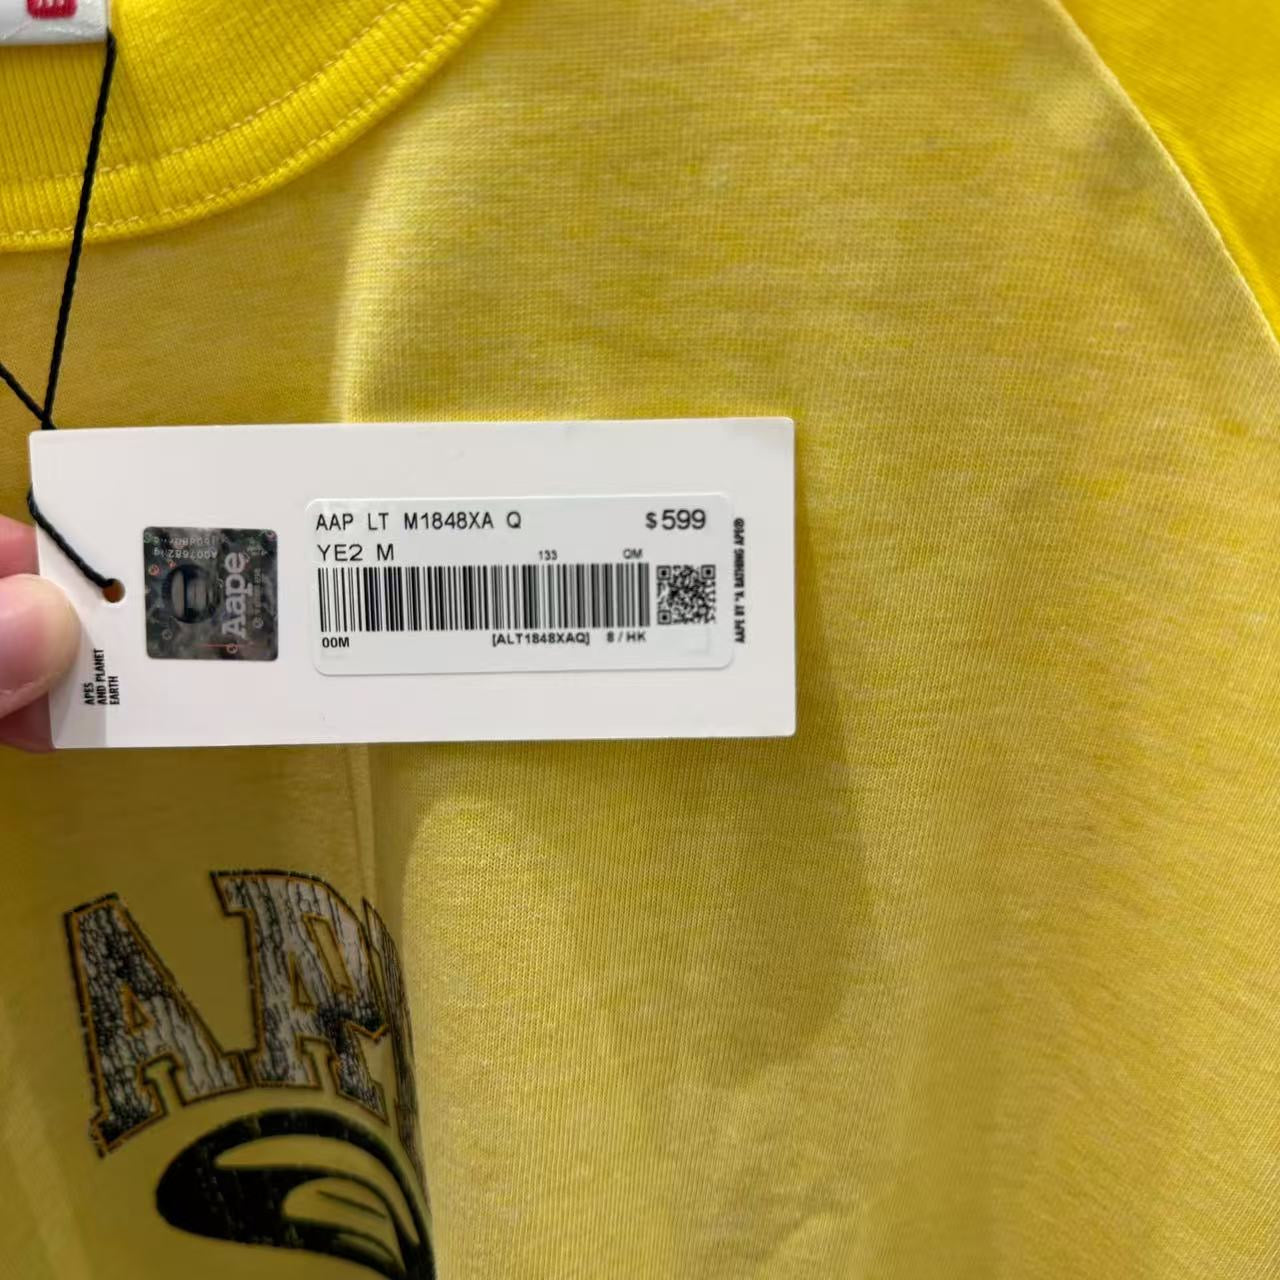 AAP LT M1848XA Q $599
YE2 M 133 QM
00M [ALT1848XAQ] 8 / HK
AAPE BY *A BATHING APE®
Aape
APES
AND PLANET
EARTH